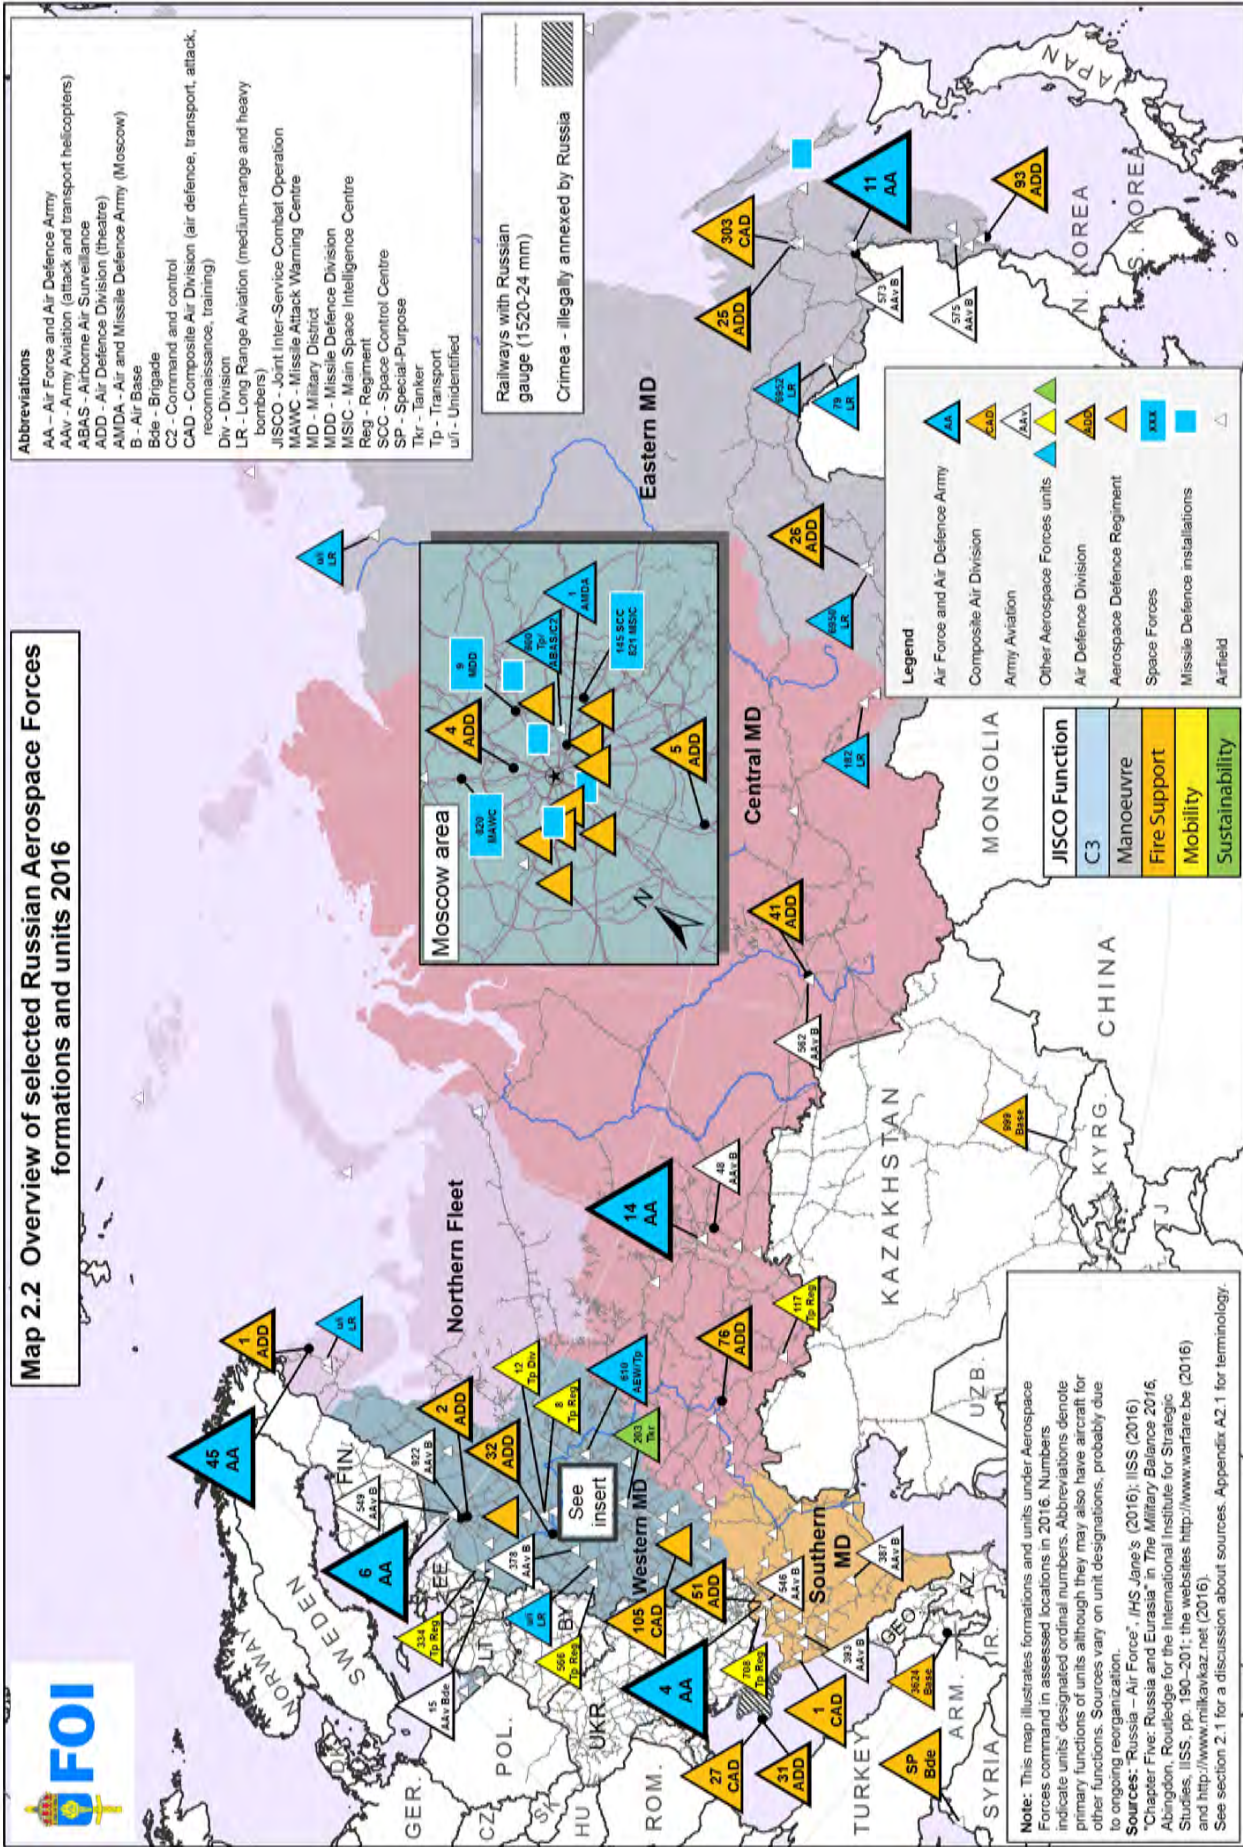 FOI
Map 2.2 Overview of selected Russian Aerospace Forces
formations and units 2016
Abbreviations
AA – Air Force and Air Defence Army
AAv - Army Aviation (attack and transport helicopters)
ABAS - Airborne Air Surveillance
ADD - Air Defence Division (theatre)
AMDA - Air and Missile Defence Army (Moscow)
B - Air Base
Bde - Brigade
C2 - Command and control
CAD - Composite Air Division (air defence, transport, attack,
reconnaissance, training)
Div - Division
LR - Long Range Aviation (medium-range and heavy
bombers)
JISCO - Joint Inter-Service Combat Operation
MAWC - Missile Attack Warning Centre
MD - Military District
MDD - Missile Defence Division
MSIC - Main Space Intelligence Centre
Reg - Regiment
SCC - Space Control Centre
SP - Special-Purpose
Tkr - Tanker
Tp - Transport
u/i - Unidentified
Railways with Russian
gauge (1520-24 mm)
Crimea - illegally annexed by Russia
45
AA
1
ADD
u/i
LR
Northern Fleet
u/i
LR
Eastern MD
25
ADD
303
CAD
11
AA
93
ADD
573
AAv B
575
AAv B
6952
LR
79
LR
26
ADD
6950
LR
182
LR
JAPAN
N. KOREA
S. KOREA
Moscow area
820
MAWC
4
ADD
9
MDD
900
Tp/
ABAS/C2
1
AMDA
145 SCC
821 MSIC
5
ADD
N
Central MD
41
ADD
562
AAv B
14
AA
48
AAv B
76
ADD
117
Tp Reg
NORWAY
SWEDEN
FIN.
549
AAv B
922
AAv B
2
ADD
6
AA
32
ADD
12
Tp Div
8
Tp Reg
610
AEW/Tp
203
Tkr
See
insert
EE
LV
LT
334
Tp Reg
15
AAv Bde
378
AAv B
u/i
LR
BY
566
Tp Reg
Western MD
105
CAD
51
ADD
4
AA
708
Tp Reg
546
AAv B
Southern
MD
387
AAv B
393
AAv B
1
CAD
27
CAD
31
ADD
3624
Base
SP
Bde
DK
GER.
POL.
CZ
HU
UKR.
ROM.
TURKEY
SYRIA
GEO
ARM.
AZ.
IR.
UZB.
KAZAKHSTAN
KYRG.
TJ
999
Base
CHINA
MONGOLIA
Legend
Air Force and Air Defence Army
AA
Composite Air Division
CAD
Army Aviation
AAv
Other Aerospace Forces units
Air Defence Division
ADD
Aerospace Defence Regiment
Space Forces
XXX
Missile Defence installations
Airfield
JISCO Function
C3
Manoeuvre
Fire Support
Mobility
Sustainability
Note: This map illustrates formations and units under Aerospace
Forces command in assessed locations in 2016. Numbers
indicate units' designated ordinal numbers. Abbreviations denote
primary functions of units although they may also have aircraft for
other functions. Sources vary on unit designations, probably due
to ongoing reorganization.
Sources: "Russia – Air Force", IHS Jane's (2016); IISS (2016)
"Chapter Five: Russia and Eurasia" in The Military Balance 2016,
Abingdon, Routledge for the International Institute for Strategic
Studies, IISS, pp. 190–201; the websites http://www.warfare.be (2016)
and http://www.milkavkaz.net (2016).
See section 2.1 for a discussion about sources. Appendix A2.1 for terminology.